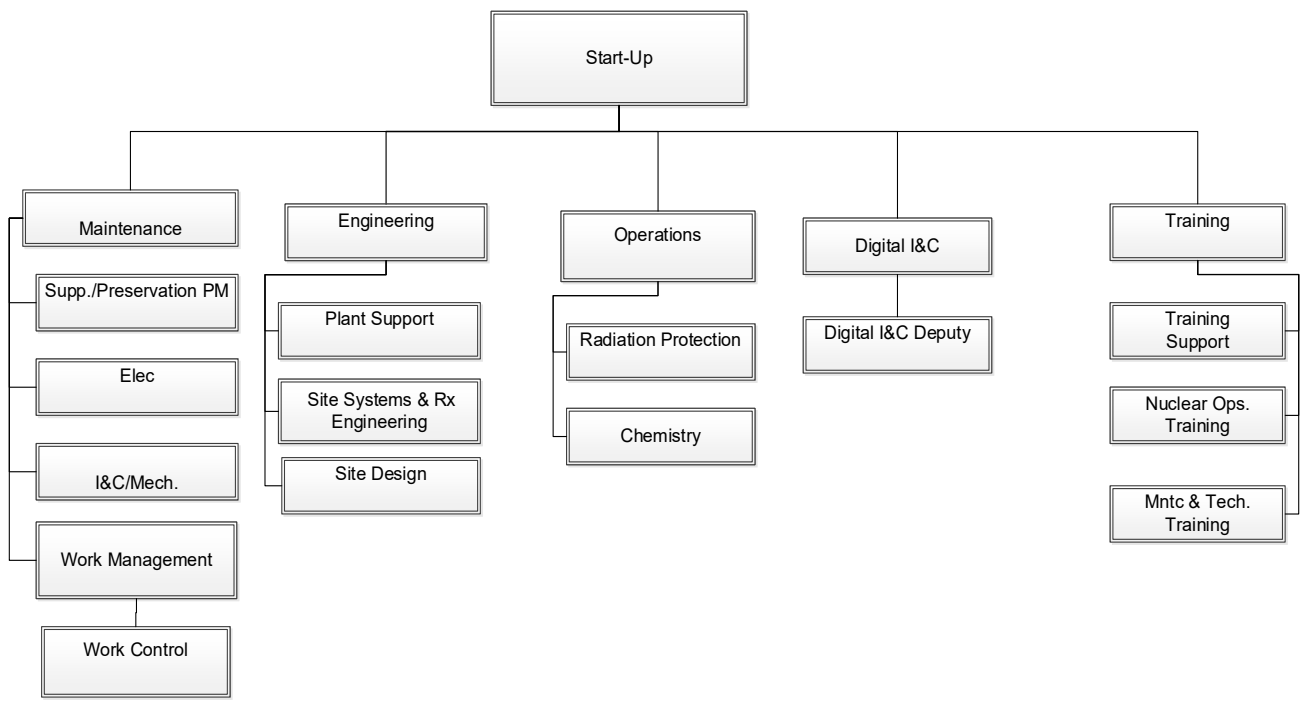 Start-Up
Maintenance
Supp./Preservation PM
Elec
I&C/Mech.
Work Management
Work Control
Engineering
Plant Support
Site Systems & Rx
Engineering
Site Design
Operations
Radiation Protection
Chemistry
Digital I&C
Digital I&C Deputy
Training
Training
Support
Nuclear Ops.
Training
Mntc & Tech.
Training